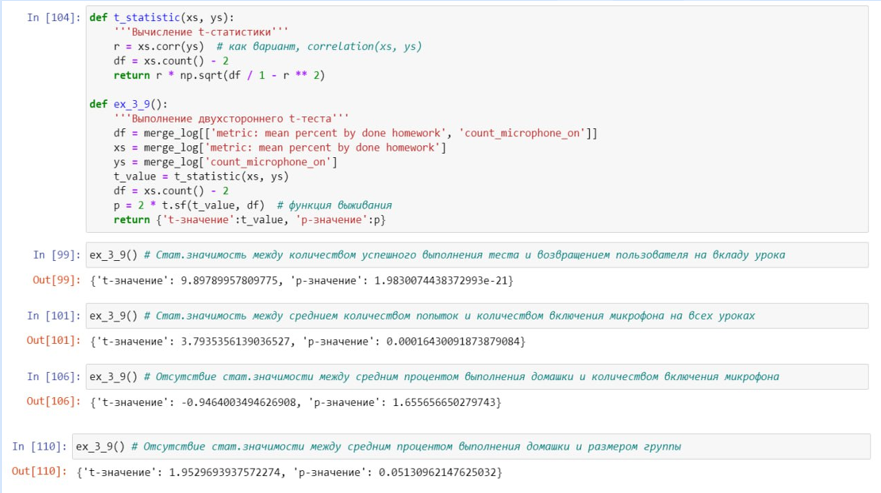 In [104]: def t_statistic(xs, ys):
'''Вычисление t-статистики'''
r = xs.corr(ys) # как вариант, correlation(xs, ys)
df = xs.count() - 2
return r * np.sqrt(df / 1 - r ** 2)
def ex_3_9():
'''Выполнение двухстороннего t-теста'''
df = merge_log[['metric: mean percent by done homework', 'count_microphone_on']]
xs = merge_log['metric: mean percent by done homework']
ys = merge_log['count_microphone_on']
t_value = t_statistic(xs, ys)
df = xs.count() - 2
p = 2 * t.sf(t_value, df) # функция выживания
return {'t-значение':t_value, 'p-значение':p}
In [99]: ex_3_9() # Стат.значимость между количеством успешного выполнения теста и возвращением пользователя на вкладу урока
Out[99]: {'t-значение': 9.89789957809775, 'p-значение': 1.9830074438372993e-21}
In [101]: ex_3_9() # Стат.значимость между среднием количеством попыток и количеством включения микрофона на всех уроках
Out[101]: {'t-значение': 3.7935356139036527, 'p-значение': 0.00016430091873879084}
In [106]: ex_3_9() # Отсутствие стат.значимости между средним процентом выполнения домашки и количеством включения микрофона
Out[106]: {'t-значение': -0.9464003494626908, 'p-значение': 1.655656650279743}
In [110]: ex_3_9() # Отсутствие стат.значимости между средним процентом выполнения домашки и размером группы
Out[110]: {'t-значение': 1.9529693937572274, 'p-значение': 0.05130962147625032}